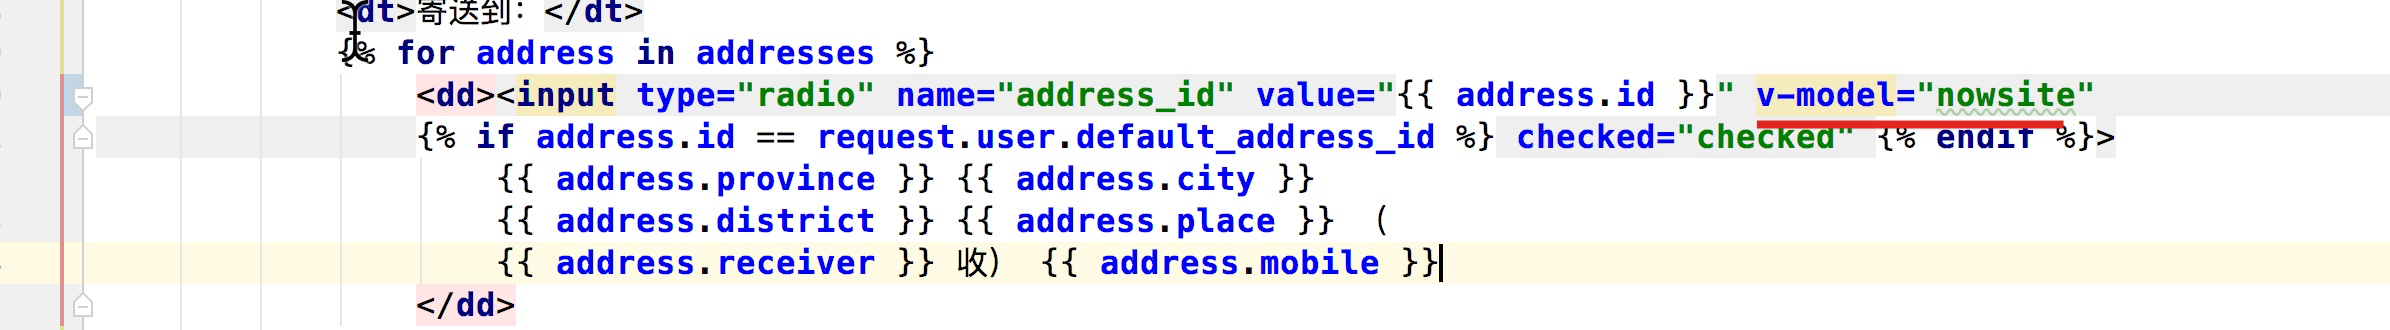 <dt>寄送到：</dt>
{% for address in addresses %}
<dd><input type="radio" name="address_id" value="{{ address.id }}" v-model="nowsite"
{% if address.id == request.user.default_address_id %} checked="checked" {% endif %}>
{{ address.province }} {{ address.city }}
{{ address.district }} {{ address.place }} （
{{ address.receiver }} 收） {{ address.mobile }}
</dd>